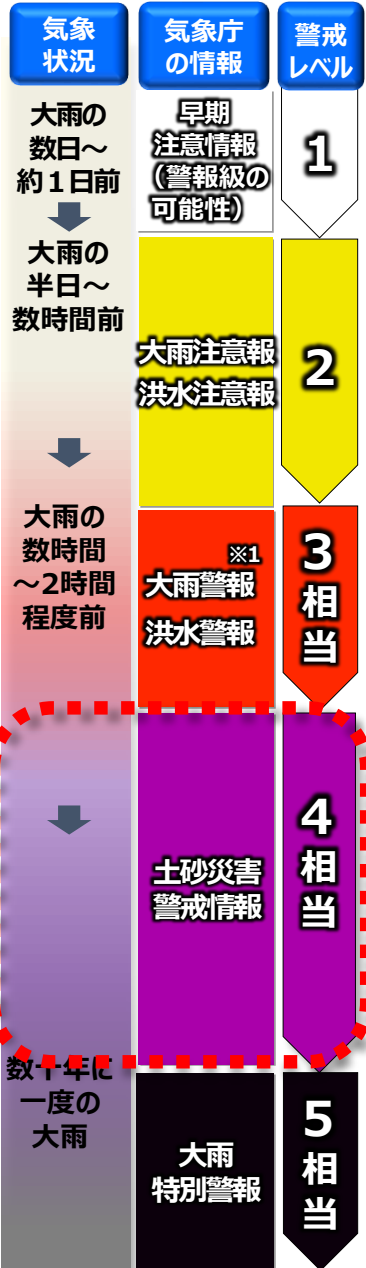 気象
状況
気象庁
の情報
警戒
レベル
大雨の
数日～
約１日前
早期
注意情報
（警報級の
可能性）
1
大雨の
半日～
数時間前
大雨注意報
洪水注意報
2
大雨の
数時間
～2時間
程度前
※1
大雨警報
洪水警報
3
相
当
土砂災害
警戒情報
4
相
当
数十年に
一度の
大雨
大雨
特別警報
5
相
当